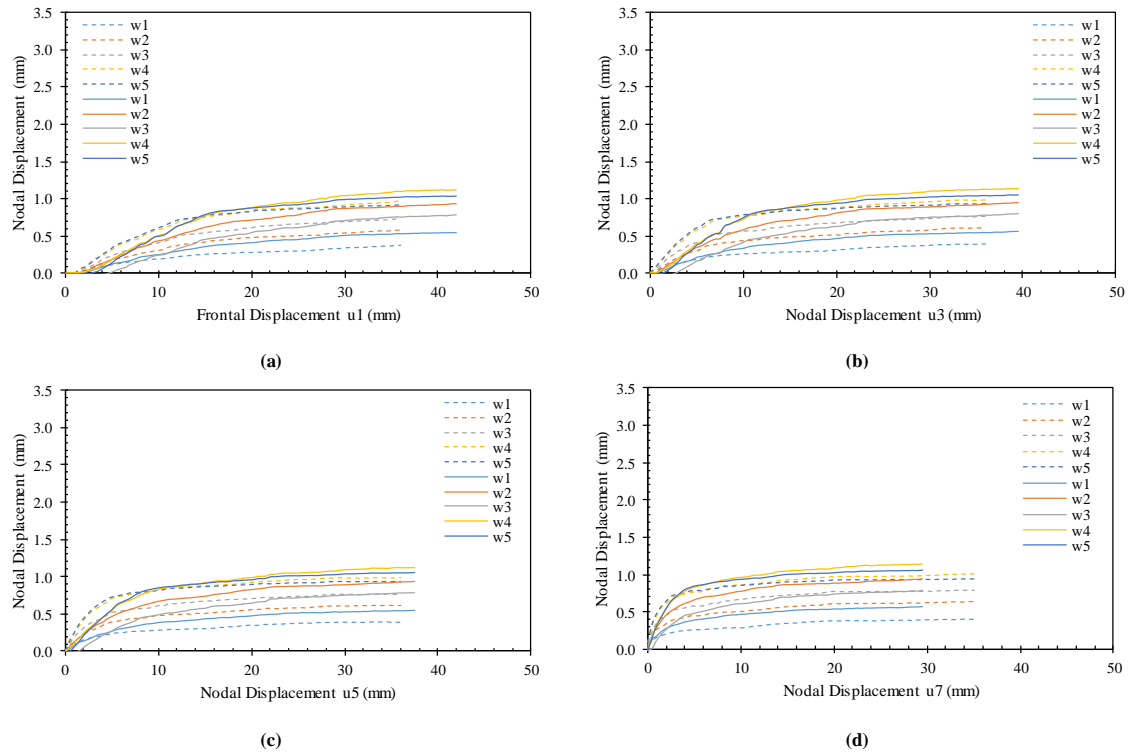 Nodal Displacement (mm)
3.5
3.0
2.5
2.0
1.5
1.0
0.5
0.0
w1
w2
w3
w4
w5
w1
w2
w3
w4
w5
0 10 20 30 40 50
Frontal Displacement u1 (mm)
(a)
Nodal Displacement (mm)
3.5
3.0
2.5
2.0
1.5
1.0
0.5
0.0
w1
w2
w3
w4
w5
w1
w2
w3
w4
w5
0 10 20 30 40 50
Nodal Displacement u3 (mm)
(b)
Nodal Displacement (mm)
3.5
3.0
2.5
2.0
1.5
1.0
0.5
0.0
w1
w2
w3
w4
w5
w1
w2
w3
w4
w5
0 10 20 30 40 50
Nodal Displacement u5 (mm)
(c)
Nodal Displacement (mm)
3.5
3.0
2.5
2.0
1.5
1.0
0.5
0.0
w1
w2
w3
w4
w5
w1
w2
w3
w4
w5
0 10 20 30 40 50
Nodal Displacement u7 (mm)
(d)